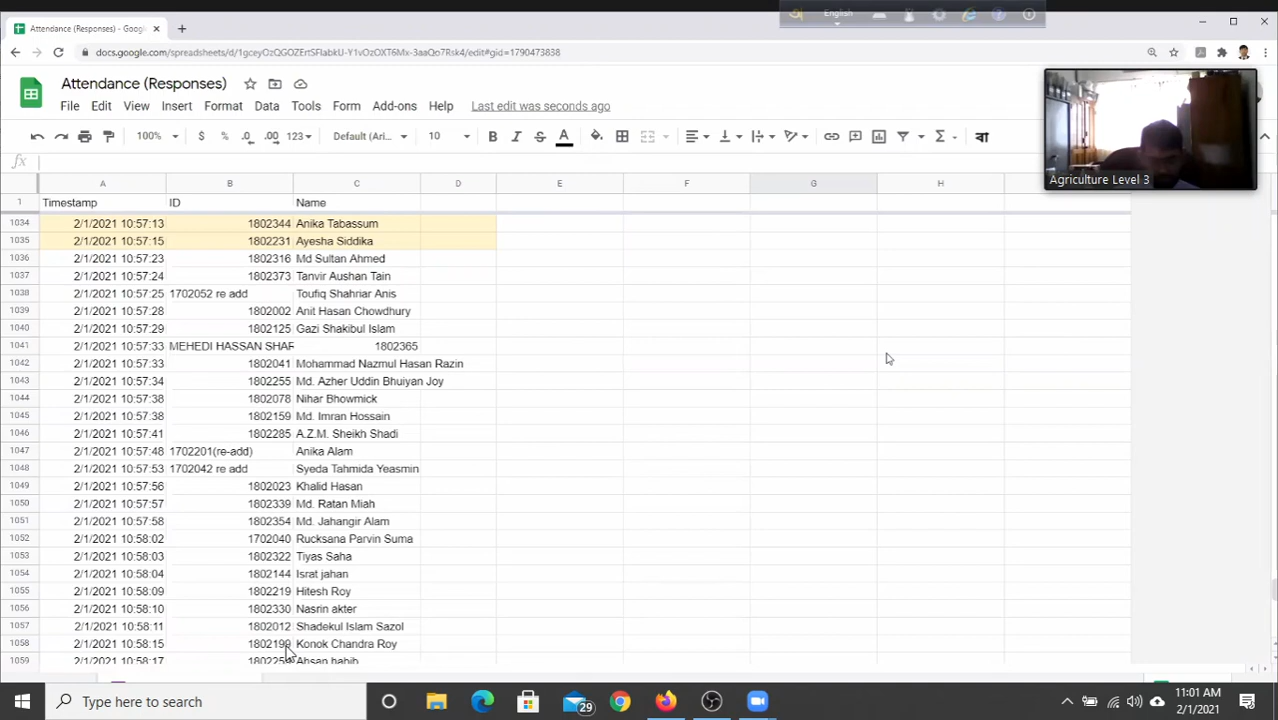 Attendance (Responses) - Googl
English
docs.google.com/spreadsheets/d/1gceyOzQGOZErtSFlabkU-Y1vOzOXT6Mx-3aaQo7Rsk4/edit#gid=1790473838
Attendance (Responses)
File Edit View Insert Format Data Tools Form Add-ons Help Last edit was seconds ago
100% $ % .0 .00 123 Default (Ari... 10 B I S A বা
Agriculture Level 3
fx
A B C D E F G H
1 Timestamp ID Name
1034 2/1/2021 10:57:13 1802344 Anika Tabassum
1035 2/1/2021 10:57:15 1802231 Ayesha Siddika
1036 2/1/2021 10:57:23 1802316 Md Sultan Ahmed
1037 2/1/2021 10:57:24 1802373 Tanvir Aushan Tain
1038 2/1/2021 10:57:25 1702052 re add Toufiq Shahriar Anis
1039 2/1/2021 10:57:28 1802002 Anit Hasan Chowdhury
1040 2/1/2021 10:57:29 1802125 Gazi Shakibul Islam
1041 2/1/2021 10:57:33 MEHEDI HASSAN SHAF 1802365
1042 2/1/2021 10:57:33 1802041 Mohammad Nazmul Hasan Razin
1043 2/1/2021 10:57:34 1802255 Md. Azher Uddin Bhuiyan Joy
1044 2/1/2021 10:57:38 1802078 Nihar Bhowmick
1045 2/1/2021 10:57:38 1802159 Md. Imran Hossain
1046 2/1/2021 10:57:41 1802285 A.Z.M. Sheikh Shadi
1047 2/1/2021 10:57:48 1702201(re-add) Anika Alam
1048 2/1/2021 10:57:53 1702042 re add Syeda Tahmida Yeasmin
1049 2/1/2021 10:57:56 1802023 Khalid Hasan
1050 2/1/2021 10:57:57 1802339 Md. Ratan Miah
1051 2/1/2021 10:57:58 1802354 Md. Jahangir Alam
1052 2/1/2021 10:58:02 1702040 Rucksana Parvin Suma
1053 2/1/2021 10:58:03 1802322 Tiyas Saha
1054 2/1/2021 10:58:04 1802144 Israt jahan
1055 2/1/2021 10:58:09 1802219 Hitesh Roy
1056 2/1/2021 10:58:10 1802330 Nasrin akter
1057 2/1/2021 10:58:11 1802012 Shadekul Islam Sazol
1058 2/1/2021 10:58:15 1802199 Konok Chandra Roy
1059 2/1/2021 10:58:17 Ahsan habib
Type here to search 29 11:01 AM
2/1/2021